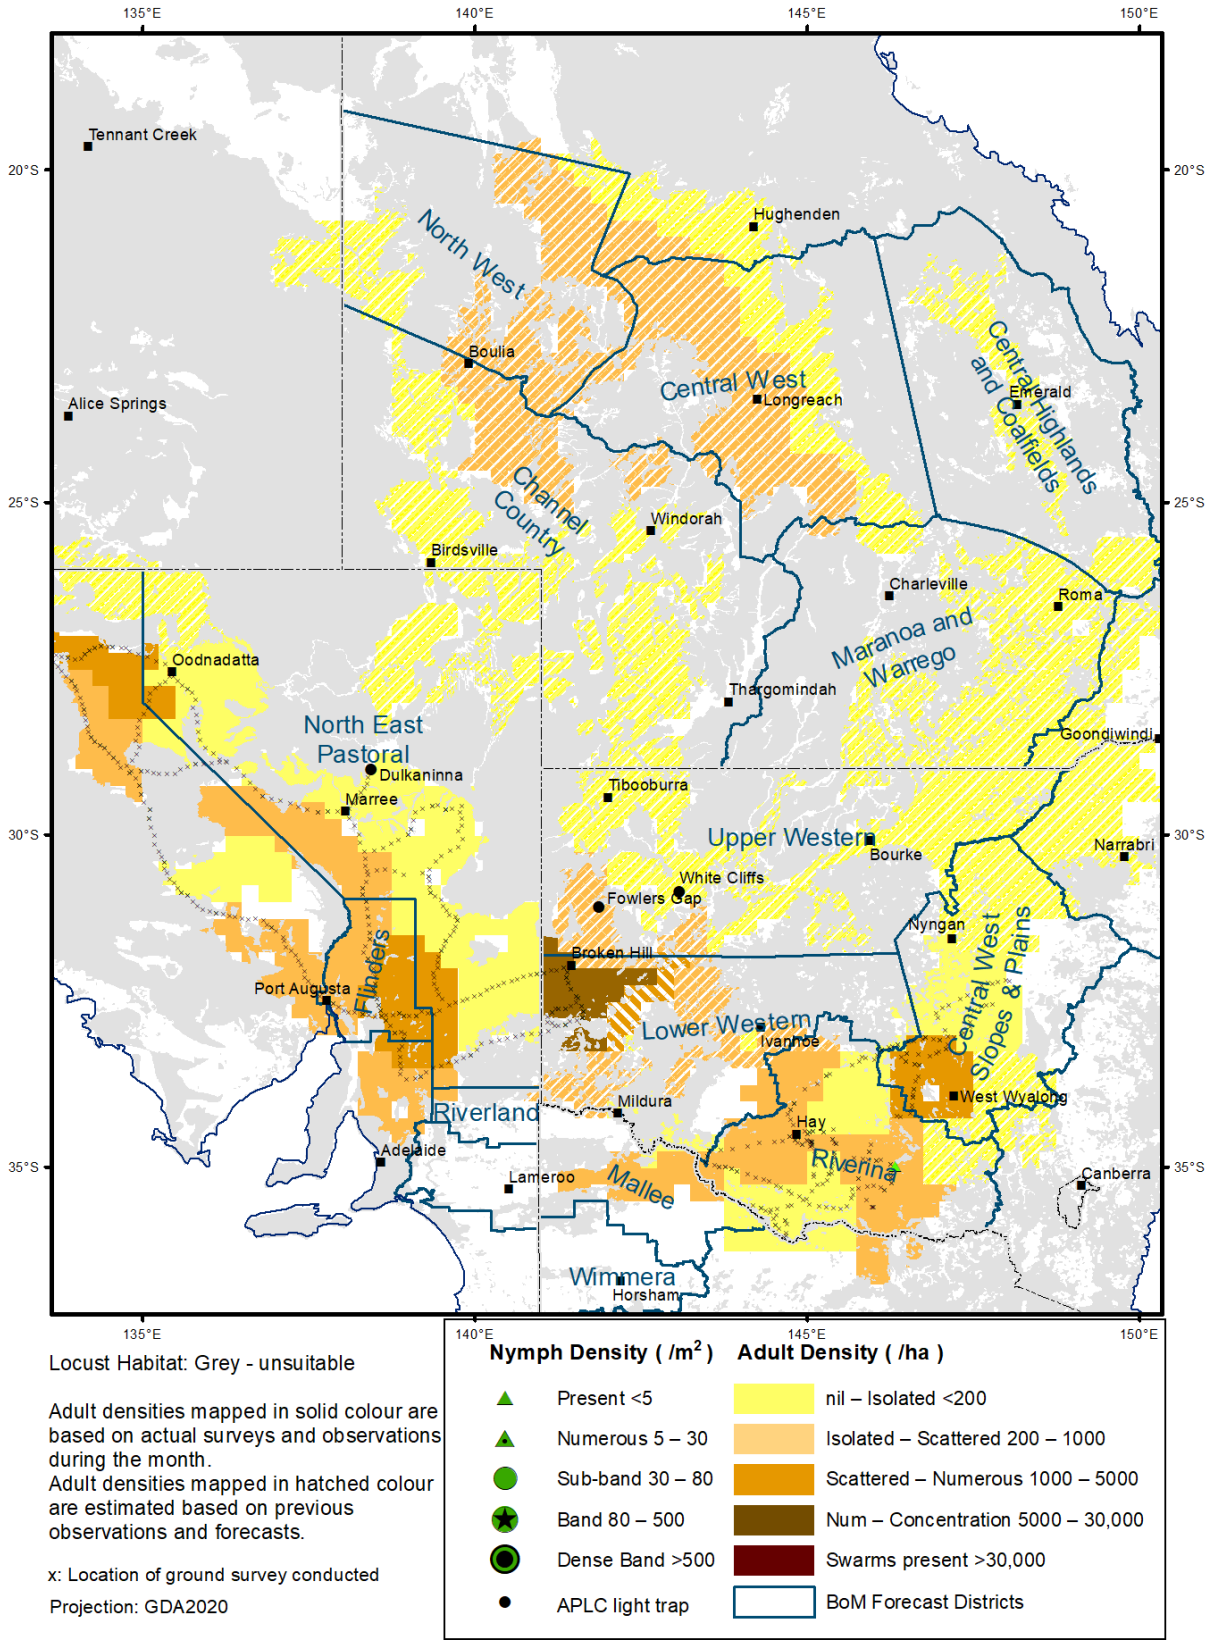 135°E 140°E 145°E 150°E
Tennant Creek
20°S 20°S
Hughenden
North West
Boulia
Central West
Longreach
Central Highlands
and Coalfields
Emerald
Alice Springs
25°S 25°S
Channel
Country
Windorah
Birdsville
Charleville
Roma
Maranoa and
Warrego
Oodnadatta
Thargomindah
North East
Pastoral
Goondiwindi
Dulkaninna
Tibooburra
Marree
30°S 30°S
Upper Western
Bourke
Narrabri
White Cliffs
Fowlers Gap
Nyngan
Central West
Slopes & Plains
Flinders
Broken Hill
Port Augusta
Lower Western
Ivanhoe
West Wyalong
Riverland
Mildura
Hay
Adelaide
35°S 35°S
Riverina
Lameroo
Mallee
Canberra
Wimmera
Horsham
135°E 140°E 145°E 150°E
Locust Habitat: Grey - unsuitable
Adult densities mapped in solid colour are
based on actual surveys and observations
during the month.
Adult densities mapped in hatched colour
are estimated based on previous
observations and forecasts.
x: Location of ground survey conducted
Projection: GDA2020
Nymph Density ( /m² ) Adult Density ( /ha )
Present <5 nil – Isolated <200
Numerous 5 – 30 Isolated – Scattered 200 – 1000
Sub-band 30 – 80 Scattered – Numerous 1000 – 5000
Band 80 – 500 Num – Concentration 5000 – 30,000
Dense Band >500 Swarms present >30,000
APLC light trap BoM Forecast Districts